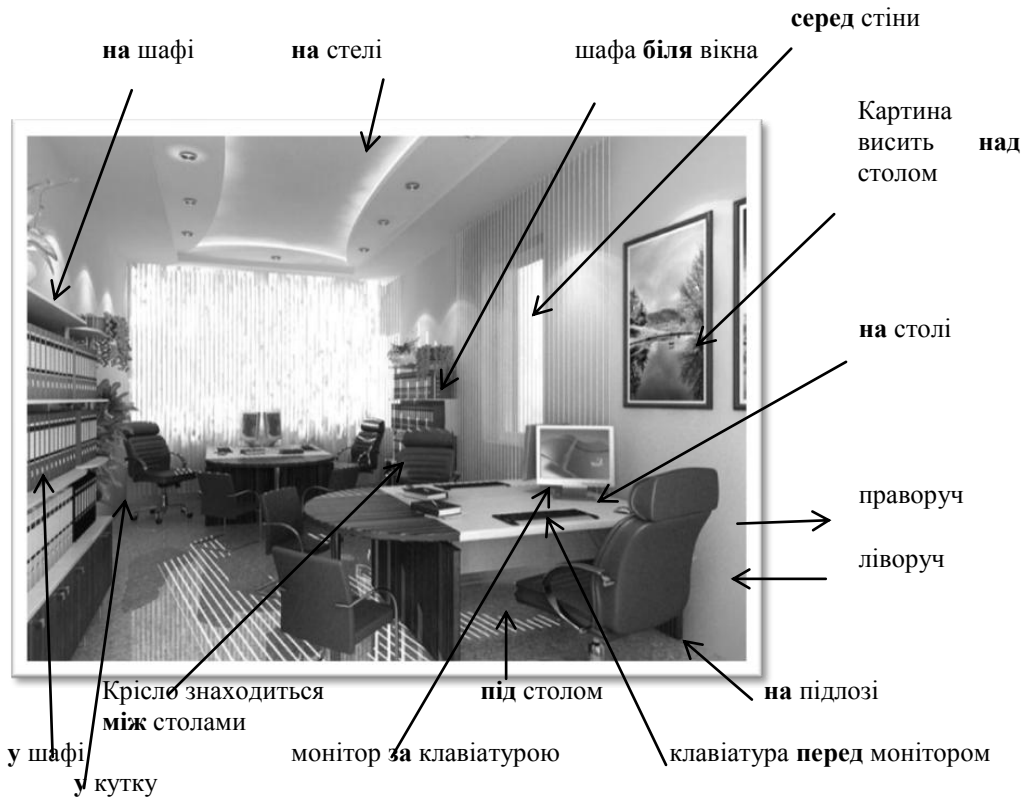 серед стіни
на шафі
на стелі
шафа біля вікна
Картина
висить над
столом
на столі
праворуч
ліворуч
Крісло знаходиться
між столами
під столом
на підлозі
у шафі
монітор за клавіатурою
клавіатура перед монітором
у кутку